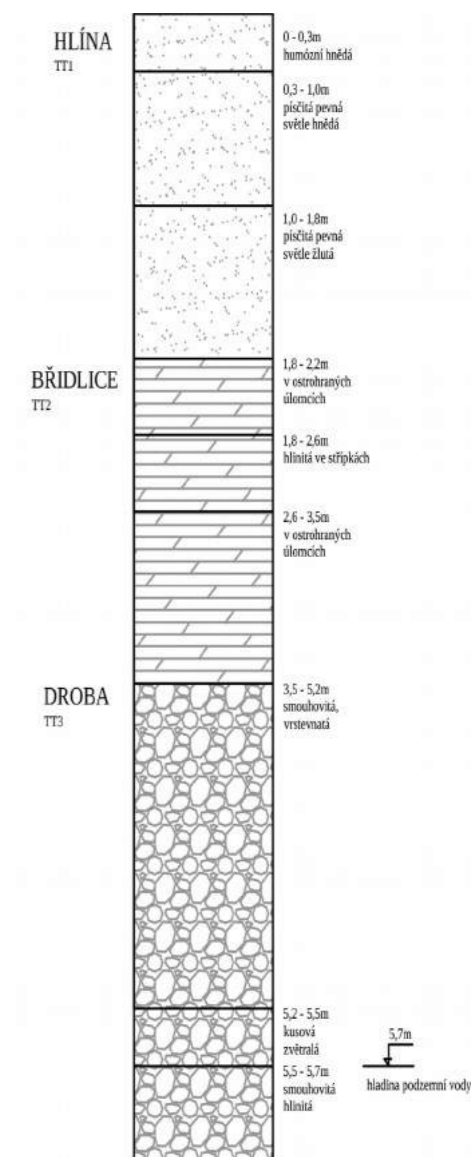 HLÍNA
TT1
0 - 0,3m
humózní hnědá
0,3 - 1,0m
písčitá pevná
světle hnědá
1,0 - 1,8m
písčitá pevná
světle žlutá
BŘIDLICE
TT2
1,8 - 2,2m
v ostrohraných
úlomcích
1,8 - 2,6m
hlinitá ve střípkách
2,6 - 3,5m
v ostrohraných
úlomcích
DROBA
TT3
3,5 - 5,2m
smouhovitá,
vrstevnatá
5,2 - 5,5m
kusová
zvětralá
5,7m
5,5 - 5,7m
smouhovitá
hlinitá
hladina podzemní vody